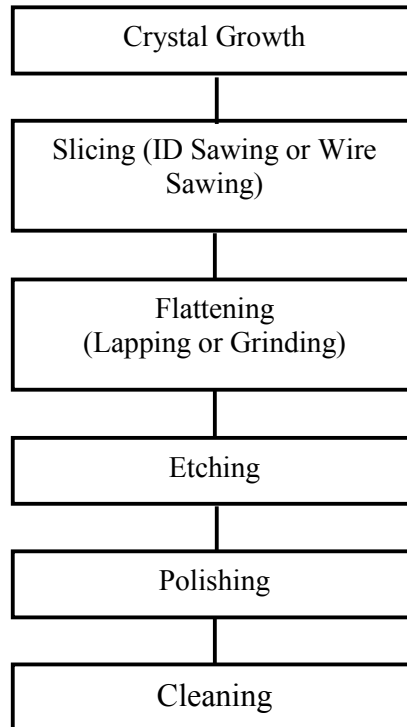 Crystal Growth
Slicing (ID Sawing or Wire
Sawing)
Flattening
(Lapping or Grinding)
Etching
Polishing
Cleaning